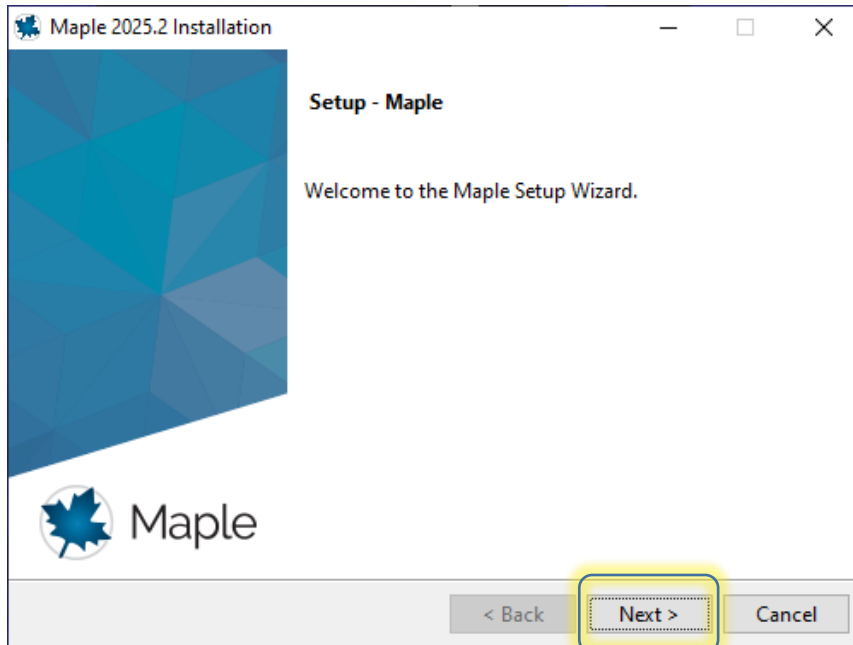 Maple 2025.2 Installation
Setup - Maple
Welcome to the Maple Setup Wizard.
Maple
< Back
Next >
Cancel